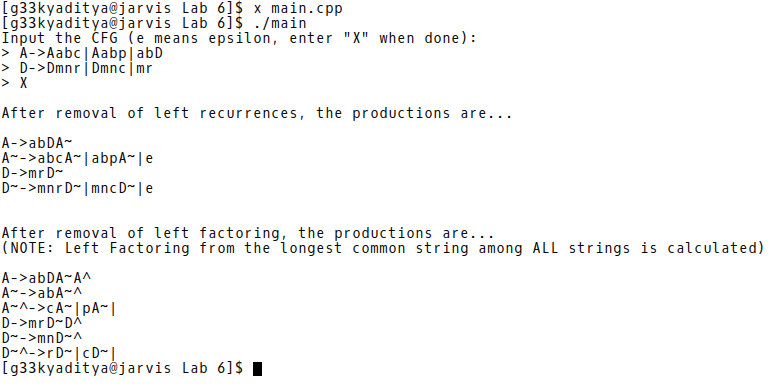 [g33kyaditya@jarvis Lab 6]$ x main.cpp
[g33kyaditya@jarvis Lab 6]$ ./main
Input the CFG (e means epsilon, enter "X" when done):
> A->Aabc|Aabp|abD
> D->Dmnr|Dmnc|mr
> X
After removal of left recurrences, the productions are...
A->abDA~
A~->abcA~|abpA~|e
D->mrD~
D~->mnrD~|mncD~|e
After removal of left factoring, the productions are...
(NOTE: Left Factoring from the longest common string among ALL strings is calculated)
A->abDA~A^
A~->abA~^
A~^->cA~|pA~|
D->mrD~D^
D~->mnD~^
D~^->rD~|cD~|
[g33kyaditya@jarvis Lab 6]$